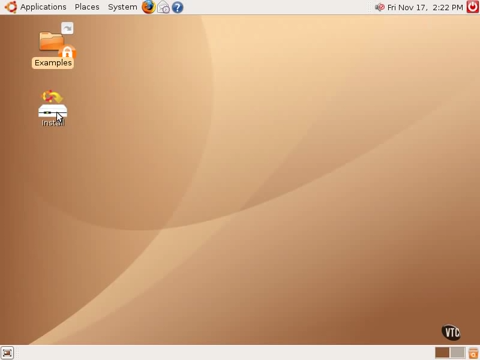 Applications Places System Fri Nov 17, 2:22 PM
Examples
Install
VTC